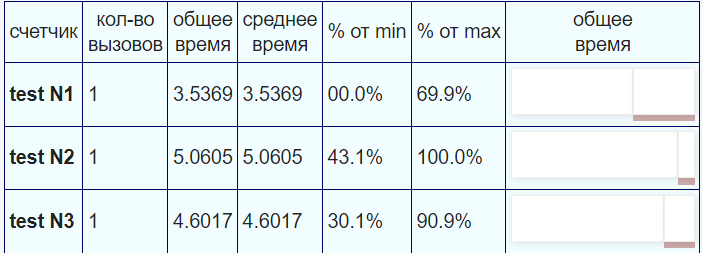 счетчик кол-во вызовов общее время среднее время % от min % от max общее время
test N1 1 3.5369 3.5369 00.0% 69.9%
test N2 1 5.0605 5.0605 43.1% 100.0%
test N3 1 4.6017 4.6017 30.1% 90.9%